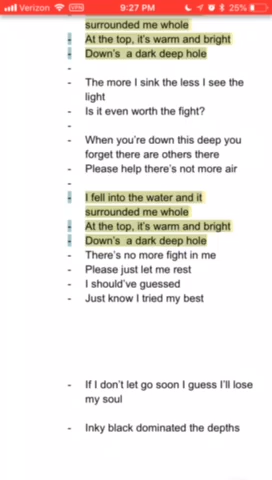 Verizon VPN 9:27 PM 25%
surrounded me whole
- At the top, it's warm and bright
- Down's a dark deep hole
-
- The more I sink the less I see the
light
- Is it even worth the fight?
-
- When you're down this deep you
forget there are others there
- Please help there's not more air
-
- I fell into the water and it
surrounded me whole
- At the top, it's warm and bright
- Down's a dark deep hole
- There's no more fight in me
- Please just let me rest
- I should've guessed
- Just know I tried my best
- If I don't let go soon I guess I'll lose
my soul
- Inky black dominated the depths